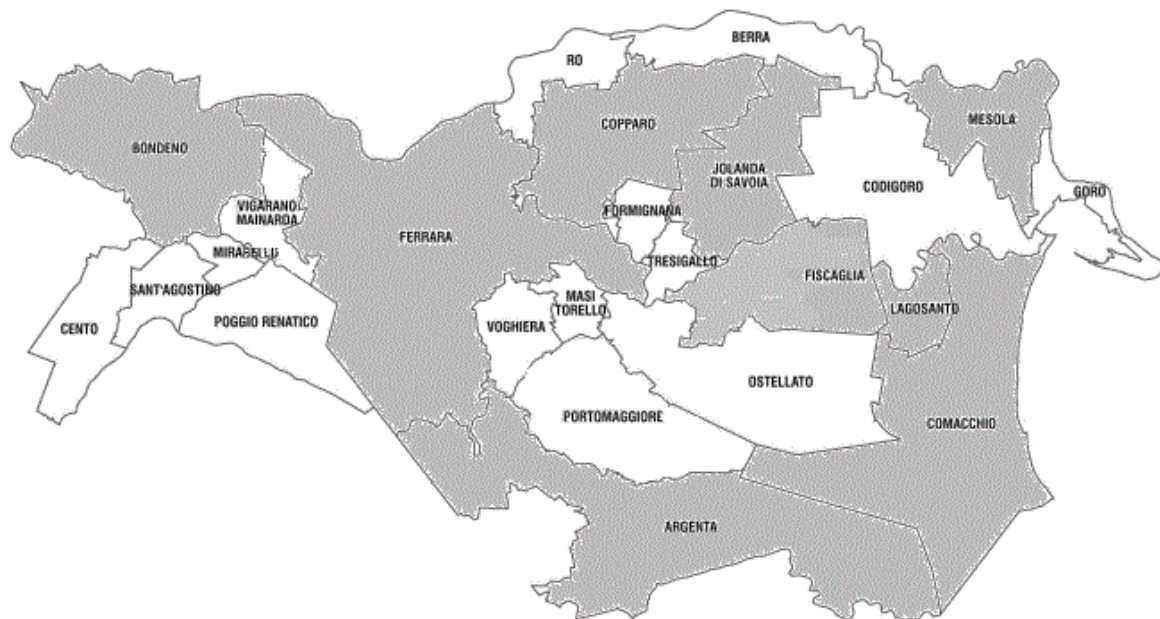 BERRA
RO
MESOLA
COPPARO
BONDENO
JOLANDA
DI SAVOIA
CODIGORO
GORO
VIGARANO
MAINARDA
FORMIGNANA
FERRARA
MIRABELLO
TRESIGALLO
FISCAGLIA
SANT'AGOSTINO
MASI
TORELLO
LAGOSANTO
CENTO
POGGIO RENATICO
VOGHIERA
OSTELLATO
PORTOMAGGIORE
COMACCHIO
ARGENTA